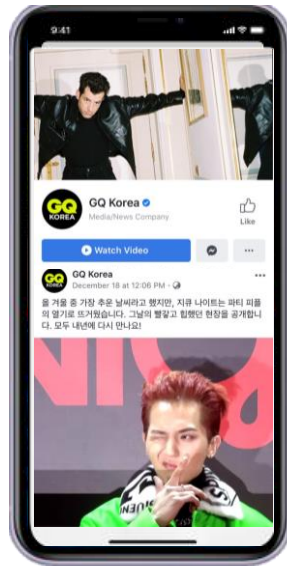 9:41
GQ
KOREA
GQ Korea
Media/News Company
Like
Watch Video
GQ
KOREA
GQ Korea
December 18 at 12:06 PM ·
올 겨울 중 가장 추운 날씨라고 했지만, 지큐 나이트는 파티 피플
의 열기로 뜨거웠습니다. 그날의 빨갛고 힙했던 현장을 공개합니
다. 모두 내년에 다시 만나요!